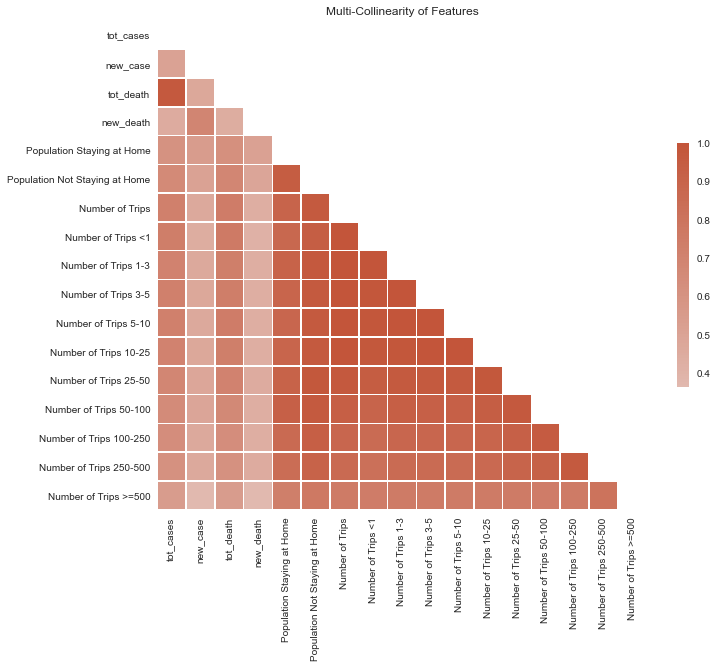 Multi-Collinearity of Features
tot_cases
new_case
tot_death
new_death
Population Staying at Home
Population Not Staying at Home
Number of Trips
Number of Trips <1
Number of Trips 1-3
Number of Trips 3-5
Number of Trips 5-10
Number of Trips 10-25
Number of Trips 25-50
Number of Trips 50-100
Number of Trips 100-250
Number of Trips 250-500
Number of Trips >=500
tot_cases
new_case
tot_death
new_death
Population Staying at Home
Population Not Staying at Home
Number of Trips
Number of Trips <1
Number of Trips 1-3
Number of Trips 3-5
Number of Trips 5-10
Number of Trips 10-25
Number of Trips 25-50
Number of Trips 50-100
Number of Trips 100-250
Number of Trips 250-500
Number of Trips >=500
1.0
0.9
0.8
0.7
0.6
0.5
0.4